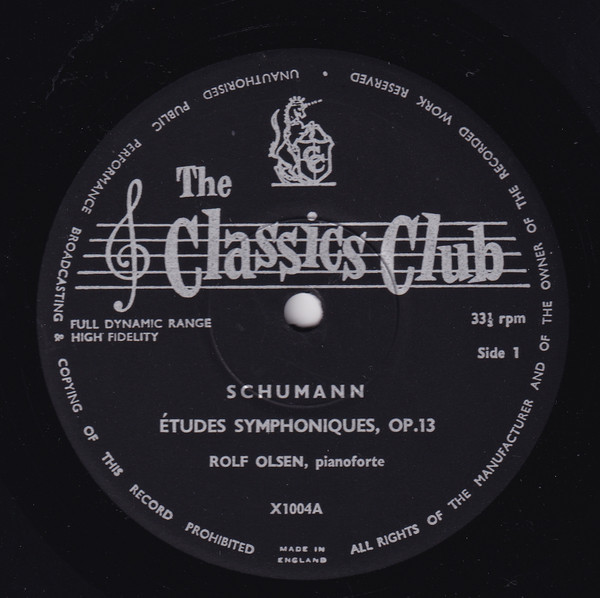 ALL RIGHTS OF THE MANUFACTURER AND OF THE OWNER OF THE RECORDED WORK RESERVED • UNAUTHORISED PUBLIC PERFORMANCE BROADCASTING & COPYING OF THIS RECORD PROHIBITED
CC
The
Classics Club
FULL DYNAMIC RANGE
HIGH FIDELITY
33⅓ rpm
Side 1
SCHUMANN
ÉTUDES SYMPHONIQUES, OP.13
ROLF OLSEN, pianoforte
X1004A
MADE IN
ENGLAND